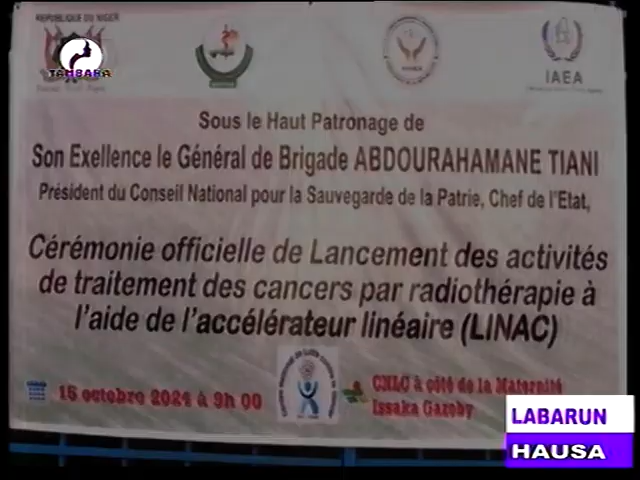 REPUBLIQUE DU NIGER
TAMBARA
IAEA
Sous le Haut Patronage de
Son Exellence le Général de Brigade ABDOURAHAMANE TIANI
Président du Conseil National pour la Sauvegarde de la Patrie, Chef de l'Etat,
Cérémonie officielle de Lancement des activités
de traitement des cancers par radiothérapie à
l'aide de l'accélérateur linéaire (LINAC)
15 octobre 2024 à 9h 00
CNLC à côté de la Maternité
Issaka Gazoby
LABARUN
HAUSA